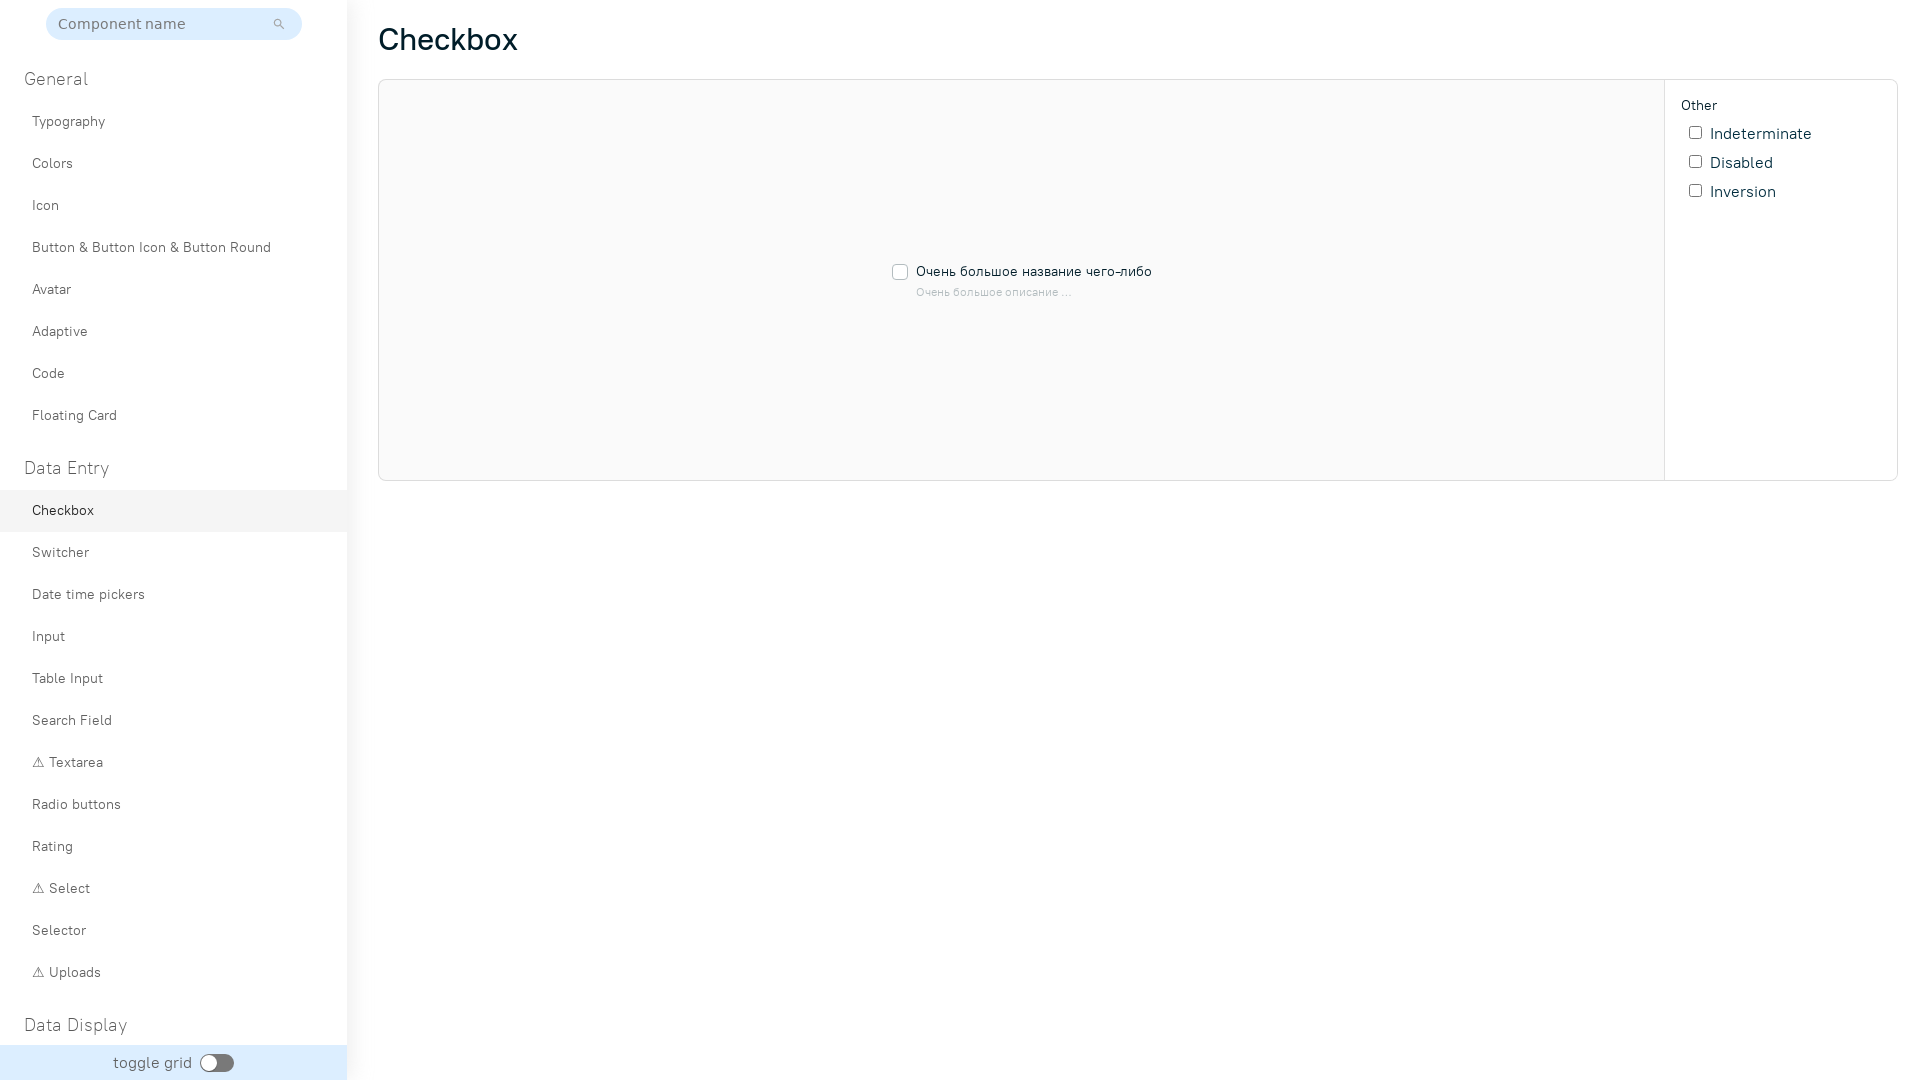 Component name
General
Typography
Colors
Icon
Button & Button Icon & Button Round
Avatar
Adaptive
Code
Floating Card
Data Entry
Checkbox
Switcher
Date time pickers
Input
Table Input
Search Field
⚠ Textarea
Radio buttons
Rating
⚠ Select
Selector
⚠ Uploads
Data Display
toggle grid
Checkbox
Очень большое название чего-либо
Очень большое описание ...
Other
Indeterminate
Disabled
Inversion